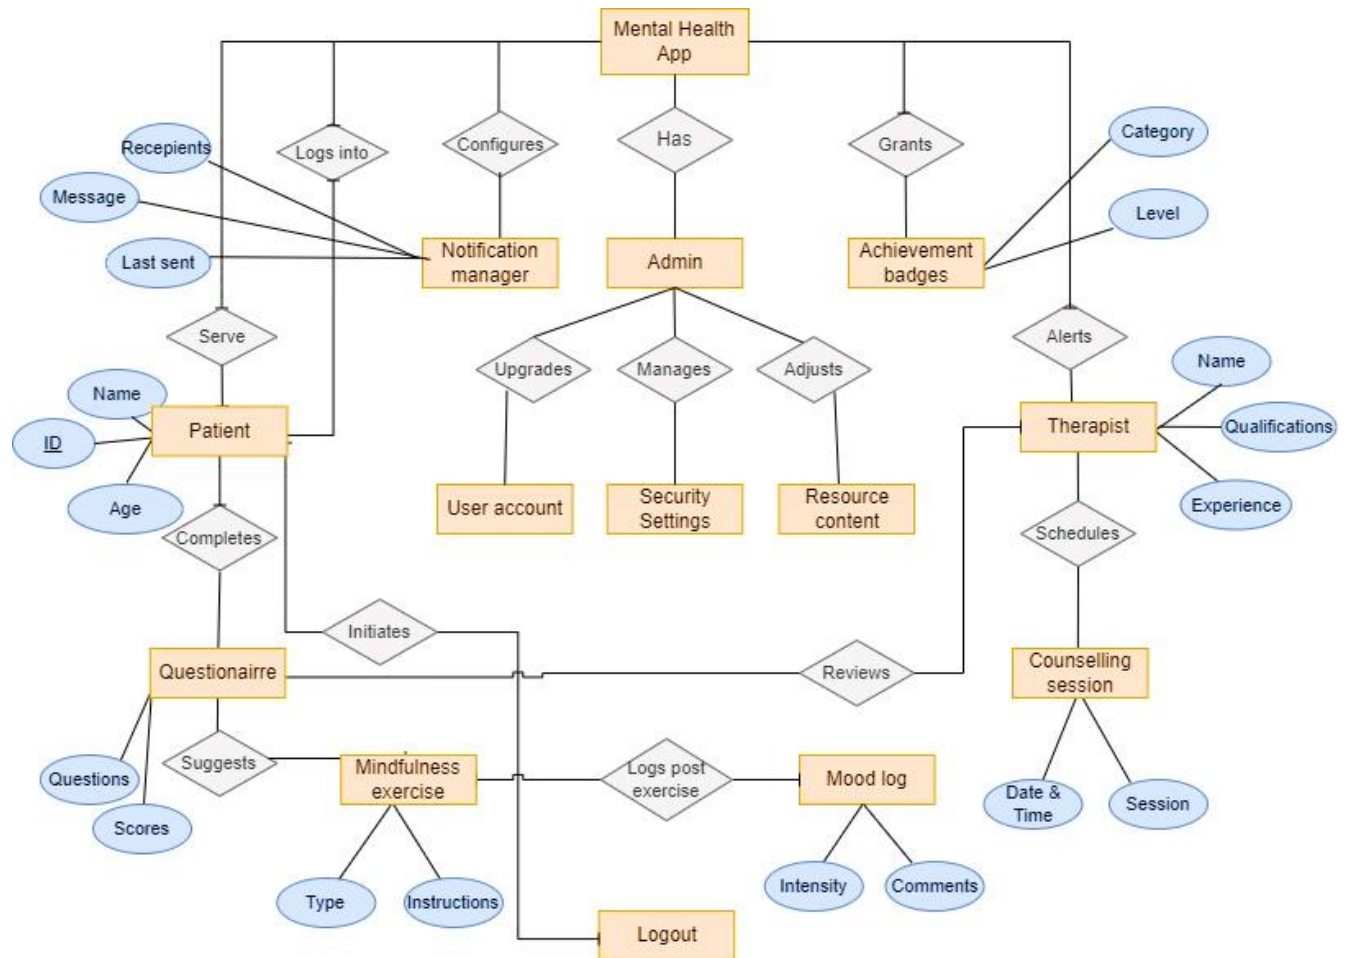 Mental Health
App
Recepients
Logs into
Configures
Has
Grants
Category
Message
Level
Last sent
Notification
manager
Admin
Achievement
badges
Serve
Upgrades
Manages
Adjusts
Alerts
Name
Name
Patient
Therapist
Qualifications
ID
Age
User account
Security
Settings
Resource
content
Experience
Completes
Schedules
Initiates
Questionairre
Reviews
Counselling
session
Questions
Suggests
Mindfulness
exercise
Logs post
exercise
Mood log
Scores
Date &
Time
Session
Type
Instructions
Intensity
Comments
Logout